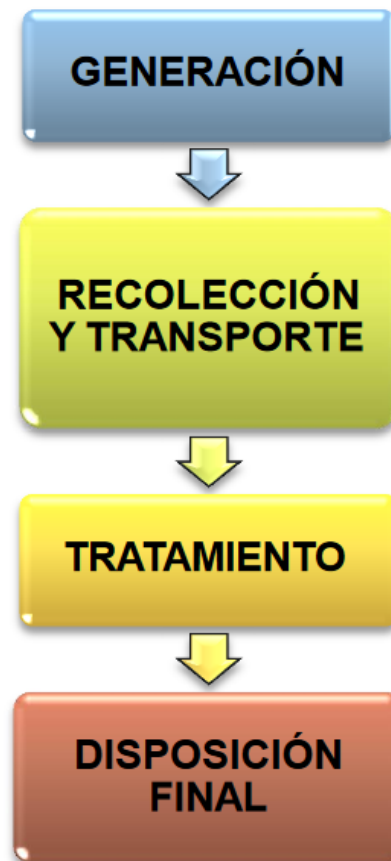 GENERACIÓN
RECOLECCIÓN
Y TRANSPORTE
TRATAMIENTO
DISPOSICIÓN
FINAL